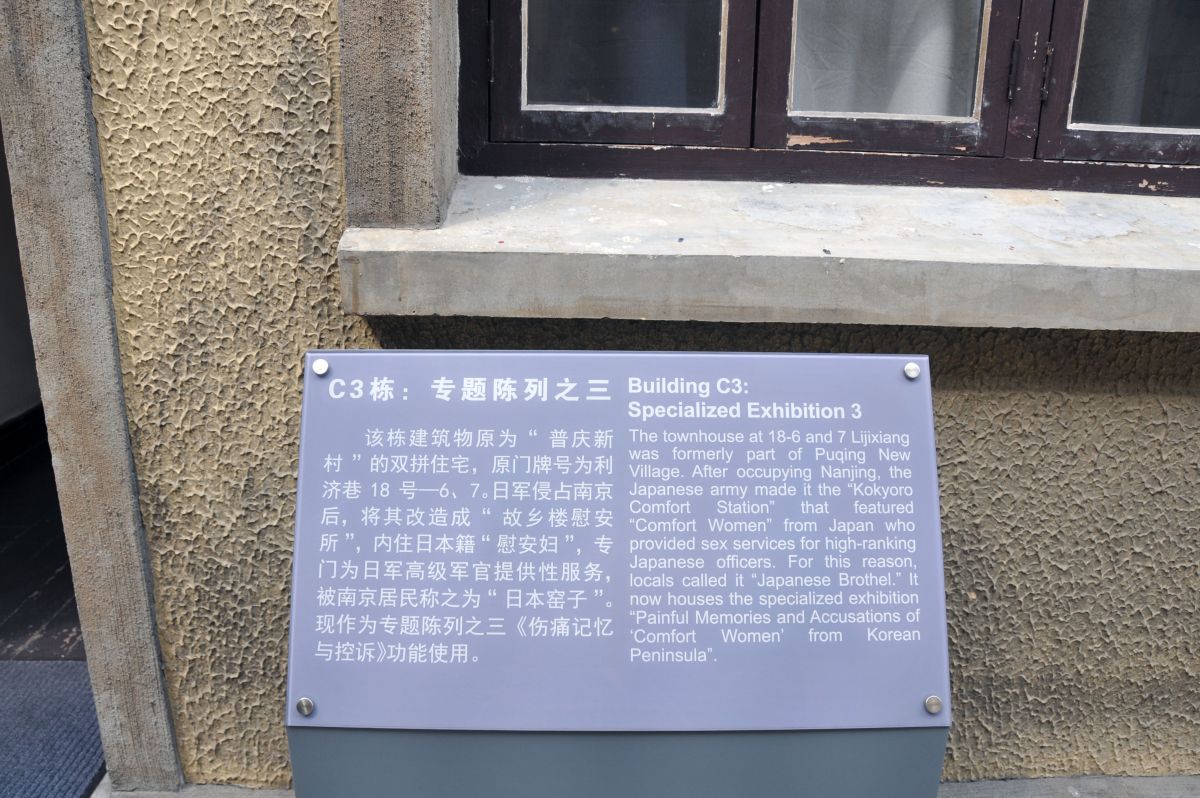 C3栋：专题陈列之三
该栋建筑物原为“普庆新
村”的双拼住宅，原门牌号为利
济巷 18 号—6、7。日军侵占南京
后，将其改造成“故乡楼慰安
所”，内住日本籍“慰安妇”，专
门为日军高级军官提供性服务，
被南京居民称之为“日本窑子”。
现作为专题陈列之三《伤痛记忆
与控诉》功能使用。
Building C3:
Specialized Exhibition 3
The townhouse at 18-6 and 7 Lijixiang
was formerly part of Puqing New
Village. After occupying Nanjing, the
Japanese army made it the “Kokyoro
Comfort Station” that featured
“Comfort Women” from Japan who
provided sex services for high-ranking
Japanese officers. For this reason,
locals called it “Japanese Brothel.” It
now houses the specialized exhibition
“Painful Memories and Accusations of
‘Comfort Women’ from Korean
Peninsula”.